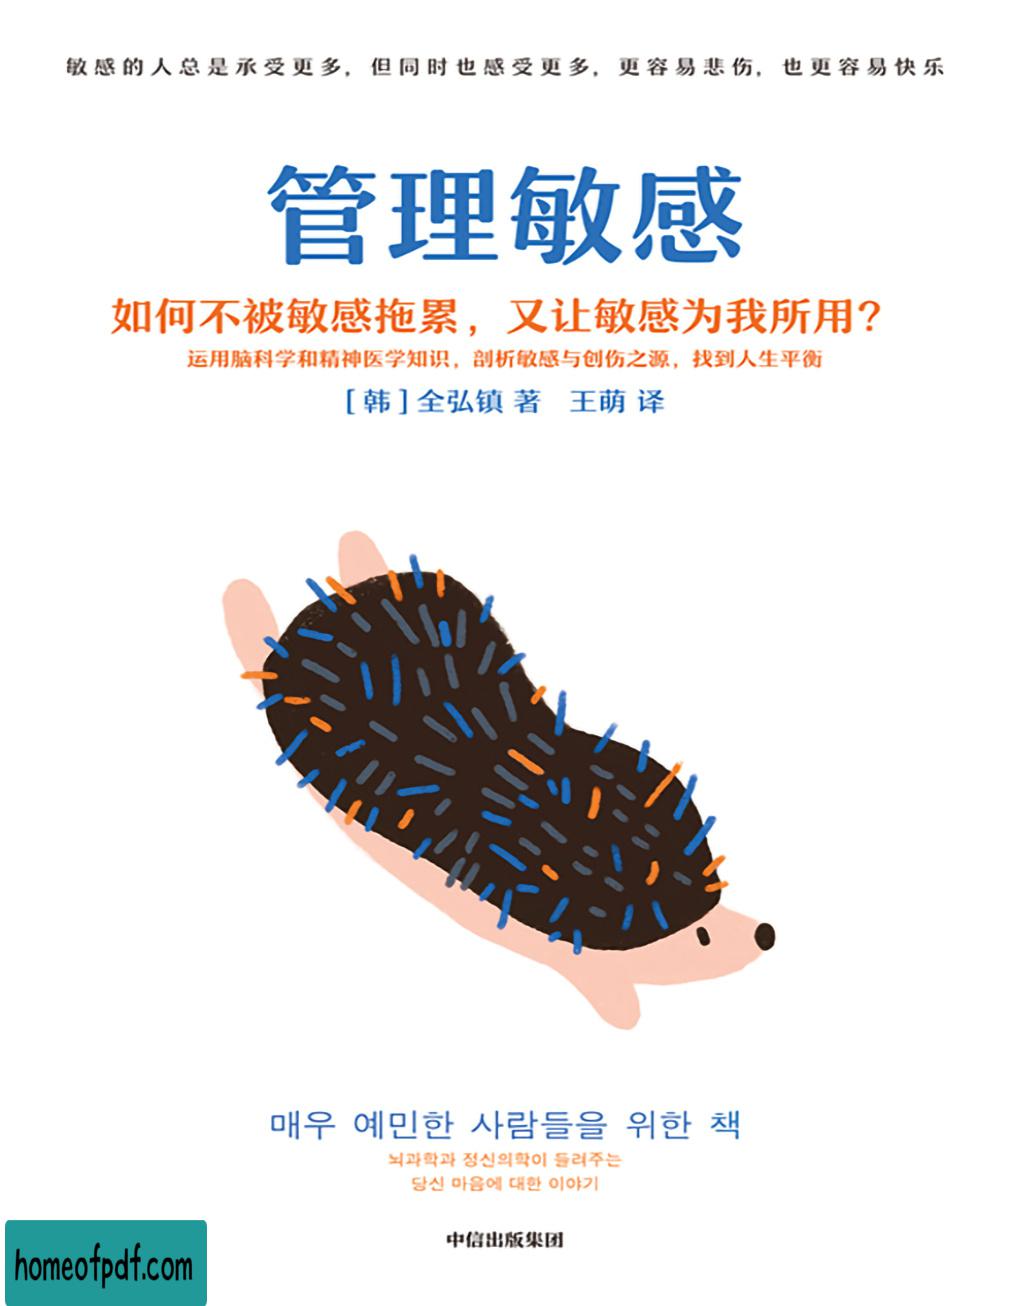 敏感的人总是承受更多，但同时也感受更多，更容易悲伤，也更容易快乐
管理敏感
如何不被敏感拖累，又让敏感为我所用？
运用脑科学和精神医学知识，剖析敏感与创伤之源，找到人生平衡
[韩]全弘镇 著 王萌 译
매우 예민한 사람들을 위한 책
뇌과학과 정신의학이 들려주는
당신 마음에 대한 이야기
中信出版集团
homeofpdf.com